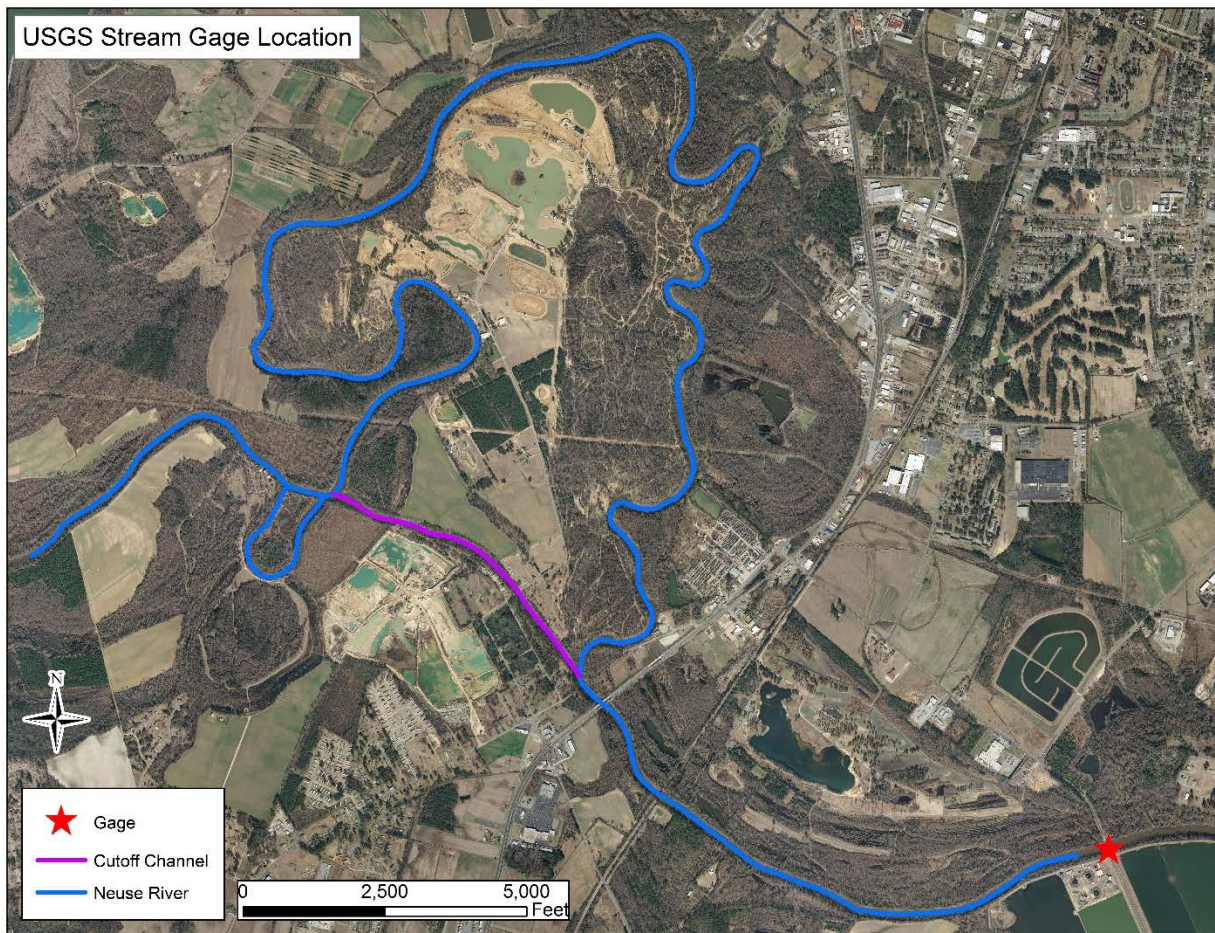 USGS Stream Gage Location
N
Gage
Cutoff Channel
Neuse River
0 2,500 5,000
Feet